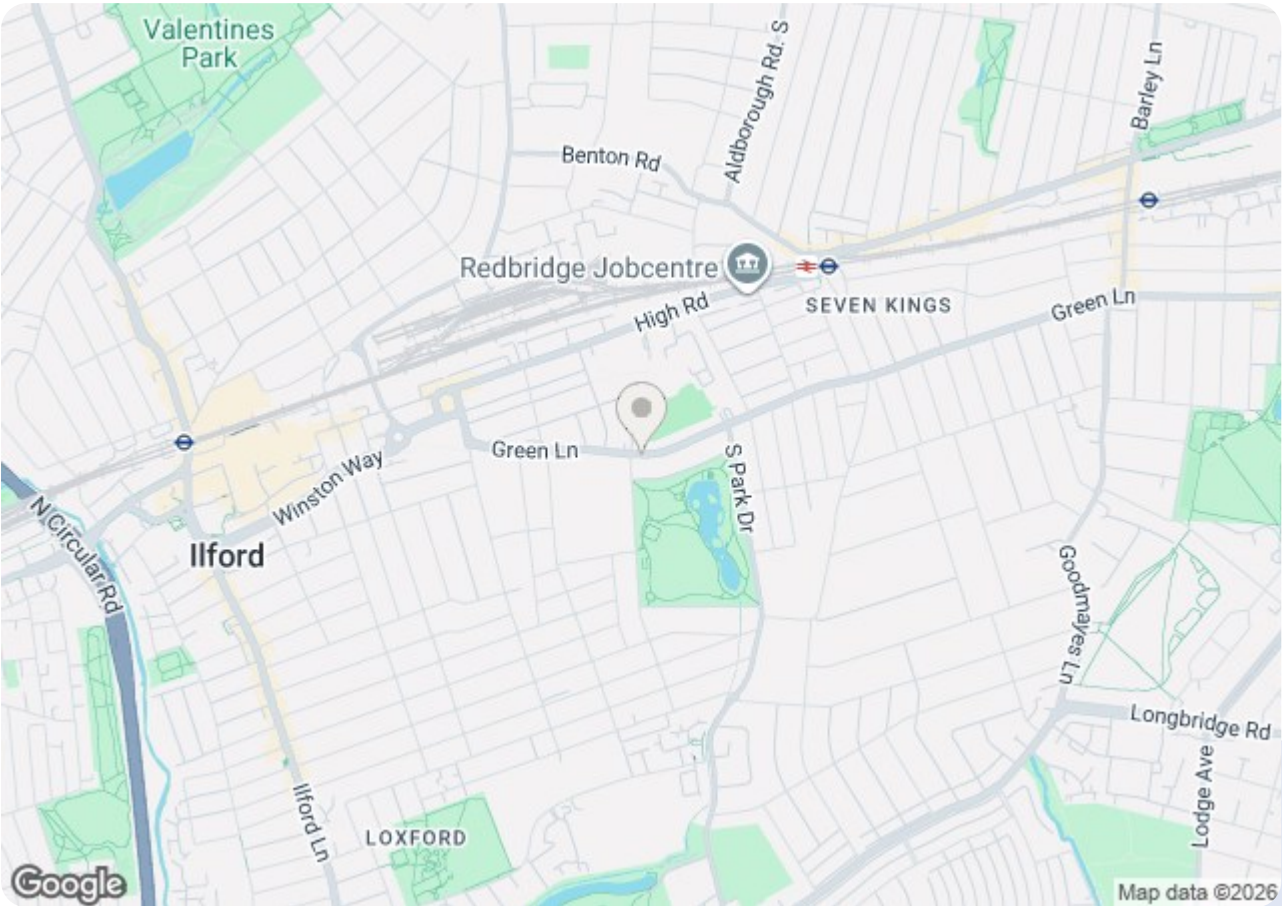 Valentines
Park
Benton Rd
Aldborough Rd. S
Barley Ln
Redbridge Jobcentre
High Rd
SEVEN KINGS
Green Ln
Green Ln
Winston Way
S Park Dr
N Circular Rd
Ilford
Goodmayes Ln
Longbridge Rd
Lodge Ave
Ilford Ln
LOXFORD
Google
Map data ©2026